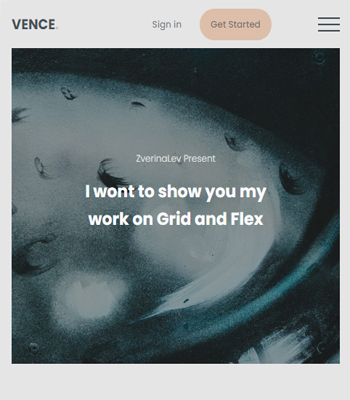 VENCE.
Sign in
Get Started
ZverinaLev Present
I wont to show you my
work on Grid and Flex